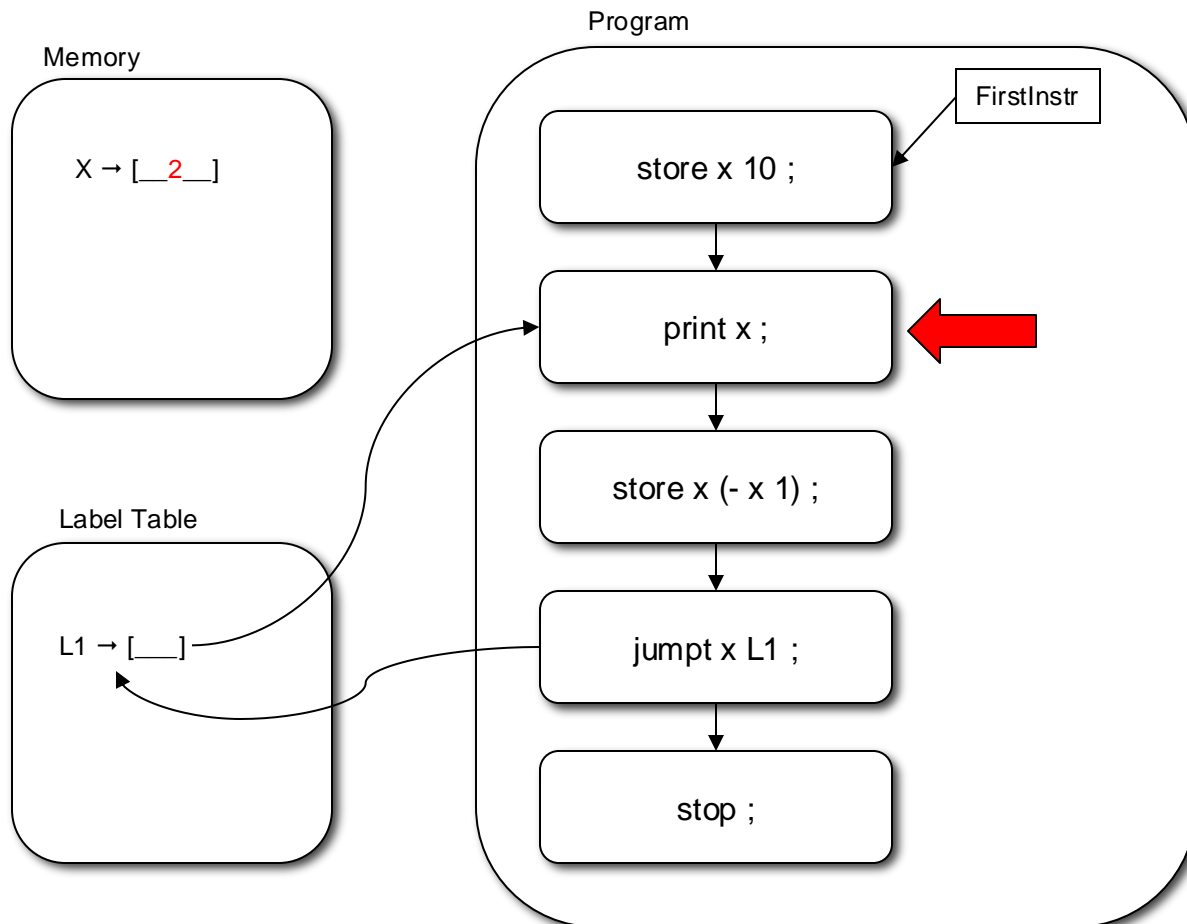 Program
Memory
FirstInstr
X → [__2__]
store x 10 ;
print x ;
store x (- x 1) ;
Label Table
L1 → [___]
jumpt x L1 ;
stop ;